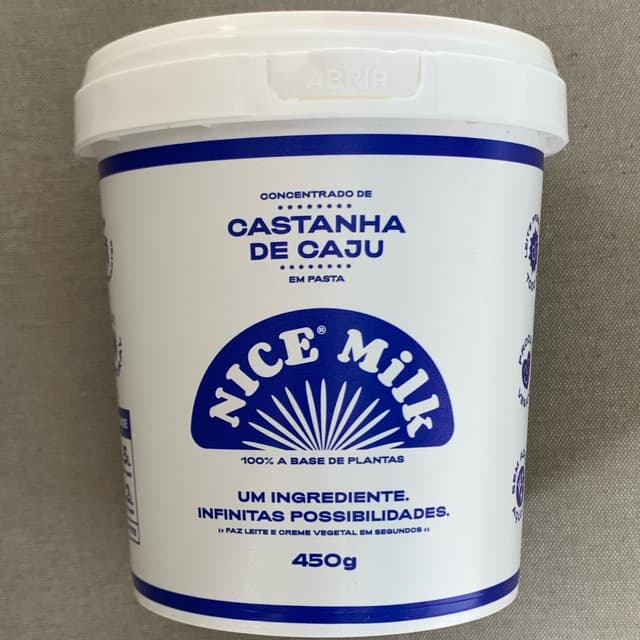 ABRIR
CONCENTRADO DE
CASTANHA
DE CAJU
EM PASTA
NICE® Milk
100% A BASE DE PLANTAS
UM INGREDIENTE.
INFINITAS POSSIBILIDADES.
›› FAZ LEITE E CREME VEGETAL EM SEGUNDOS ‹‹
450g